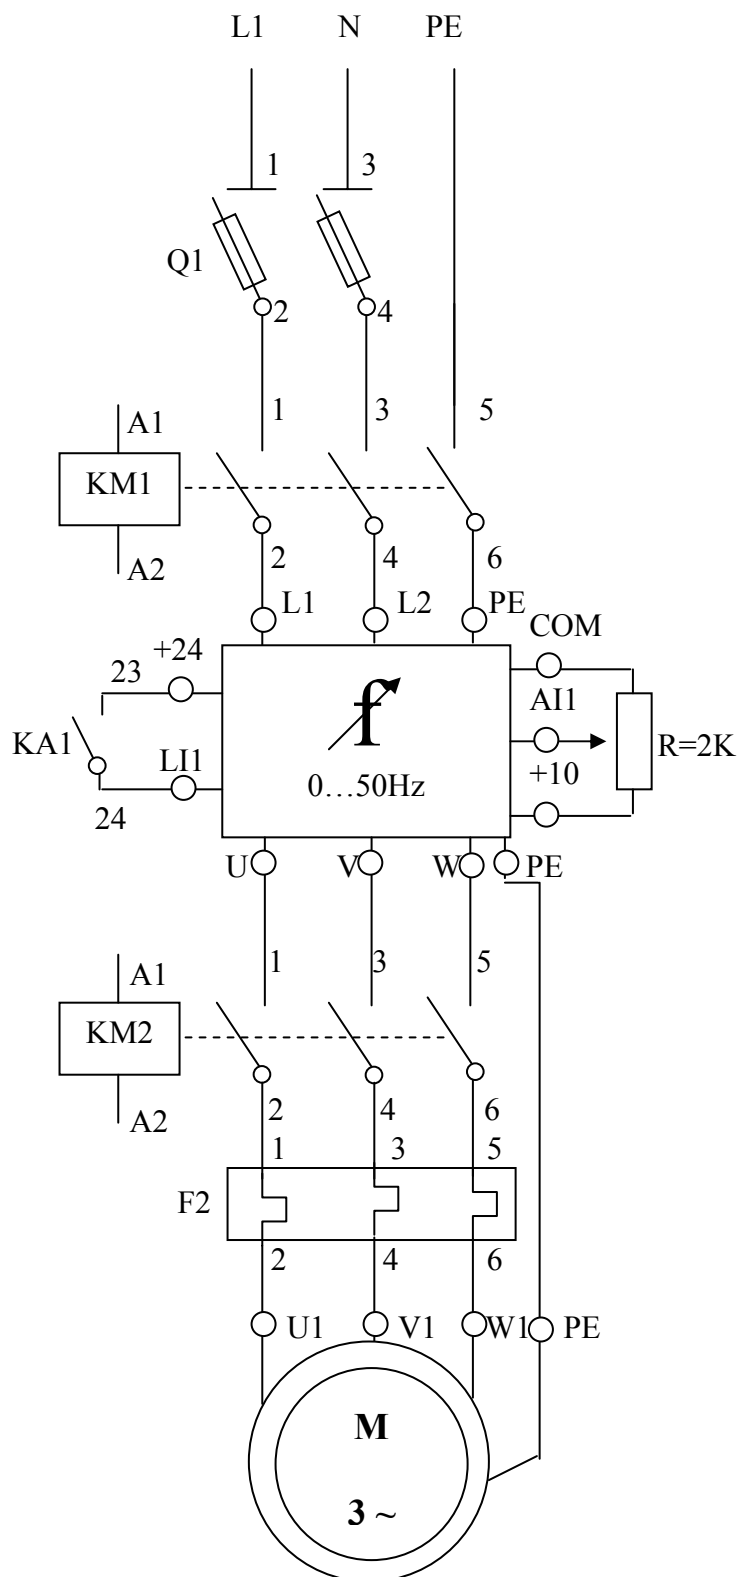 L1 N PE
1 3
Q1
2 4
1 3 5
A1
KM1
A2
2 4 6
L1 L2 PE
COM
23 +24
AI1
KA1
f
R=2K
LI1
0…50Hz
+10
24
U V W PE
1 3 5
A1
KM2
A2
2 4 6
1 3 5
F2
2 4 6
U1 V1 W1 PE
M
3 ~